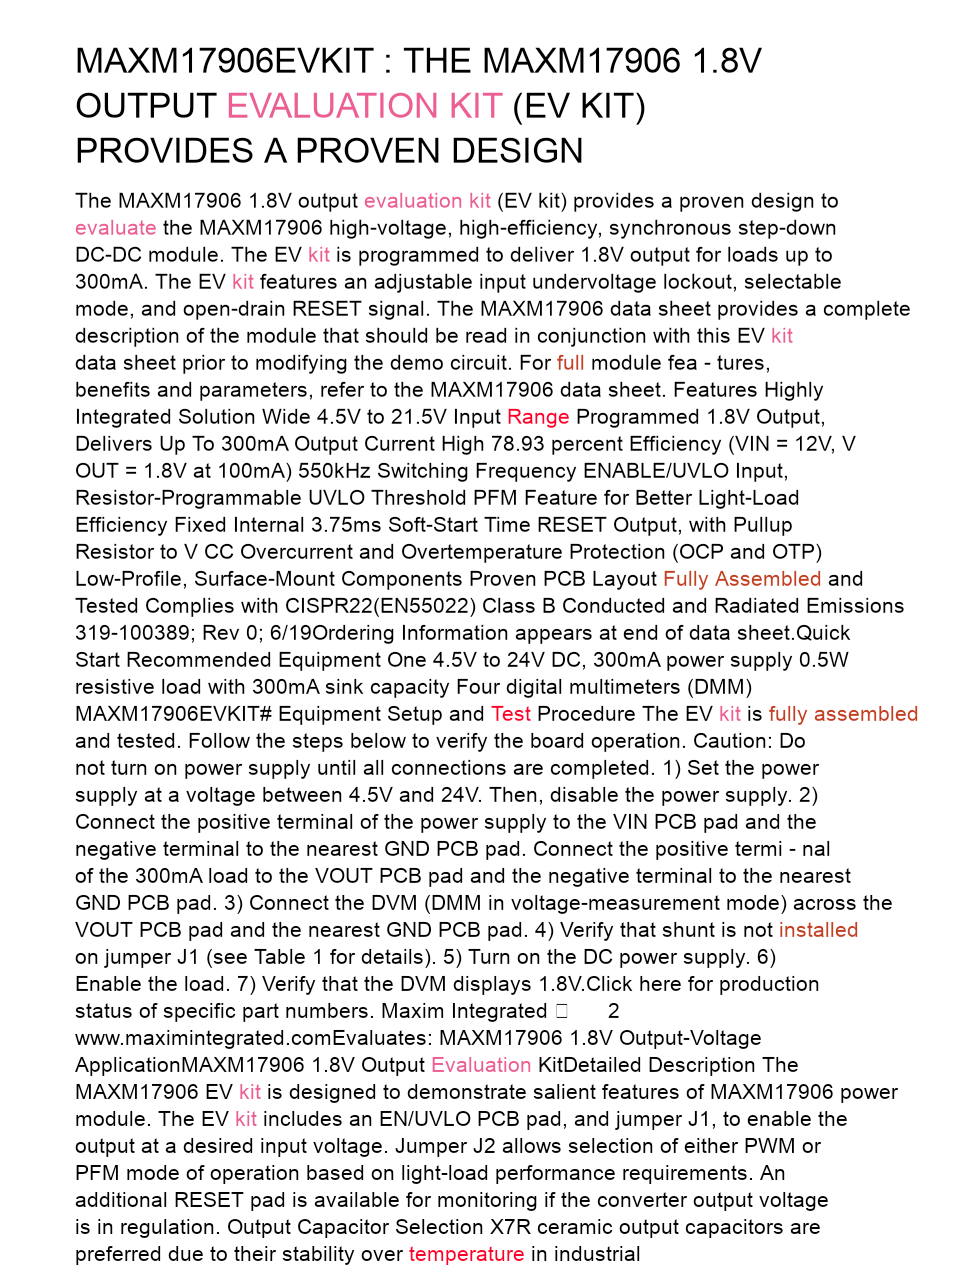 MAXM17906EVKIT : THE MAXM17906 1.8V
OUTPUT EVALUATION KIT (EV KIT)
PROVIDES A PROVEN DESIGN
The MAXM17906 1.8V output evaluation kit (EV kit) provides a proven design to
evaluate the MAXM17906 high-voltage, high-efficiency, synchronous step-down
DC-DC module. The EV kit is programmed to deliver 1.8V output for loads up to
300mA. The EV kit features an adjustable input undervoltage lockout, selectable
mode, and open-drain RESET signal. The MAXM17906 data sheet provides a complete
description of the module that should be read in conjunction with this EV kit
data sheet prior to modifying the demo circuit. For full module fea - tures,
benefits and parameters, refer to the MAXM17906 data sheet. Features Highly
Integrated Solution Wide 4.5V to 21.5V Input Range Programmed 1.8V Output,
Delivers Up To 300mA Output Current High 78.93 percent Efficiency (VIN = 12V, V
OUT = 1.8V at 100mA) 550kHz Switching Frequency ENABLE/UVLO Input,
Resistor-Programmable UVLO Threshold PFM Feature for Better Light-Load
Efficiency Fixed Internal 3.75ms Soft-Start Time RESET Output, with Pullup
Resistor to V CC Overcurrent and Overtemperature Protection (OCP and OTP)
Low-Profile, Surface-Mount Components Proven PCB Layout Fully Assembled and
Tested Complies with CISPR22(EN55022) Class B Conducted and Radiated Emissions
319-100389; Rev 0; 6/19Ordering Information appears at end of data sheet.Quick
Start Recommended Equipment One 4.5V to 24V DC, 300mA power supply 0.5W
resistive load with 300mA sink capacity Four digital multimeters (DMM)
MAXM17906EVKIT# Equipment Setup and Test Procedure The EV kit is fully assembled
and tested. Follow the steps below to verify the board operation. Caution: Do
not turn on power supply until all connections are completed. 1) Set the power
supply at a voltage between 4.5V and 24V. Then, disable the power supply. 2)
Connect the positive terminal of the power supply to the VIN PCB pad and the
negative terminal to the nearest GND PCB pad. Connect the positive termi - nal
of the 300mA load to the VOUT PCB pad and the negative terminal to the nearest
GND PCB pad. 3) Connect the DVM (DMM in voltage-measurement mode) across the
VOUT PCB pad and the nearest GND PCB pad. 4) Verify that shunt is not installed
on jumper J1 (see Table 1 for details). 5) Turn on the DC power supply. 6)
Enable the load. 7) Verify that the DVM displays 1.8V.Click here for production
status of specific part numbers. Maxim Integrated □ 2
www.maximintegrated.comEvaluates: MAXM17906 1.8V Output-Voltage
ApplicationMAXM17906 1.8V Output Evaluation KitDetailed Description The
MAXM17906 EV kit is designed to demonstrate salient features of MAXM17906 power
module. The EV kit includes an EN/UVLO PCB pad, and jumper J1, to enable the
output at a desired input voltage. Jumper J2 allows selection of either PWM or
PFM mode of operation based on light-load performance requirements. An
additional RESET pad is available for monitoring if the converter output voltage
is in regulation. Output Capacitor Selection X7R ceramic output capacitors are
preferred due to their stability over temperature in industrial